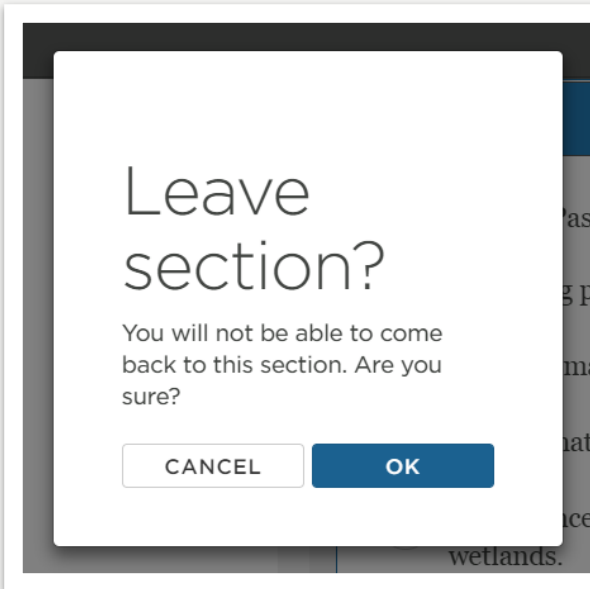 Leave
section?
You will not be able to come
back to this section. Are you
sure?
CANCEL
OK
wetlands.